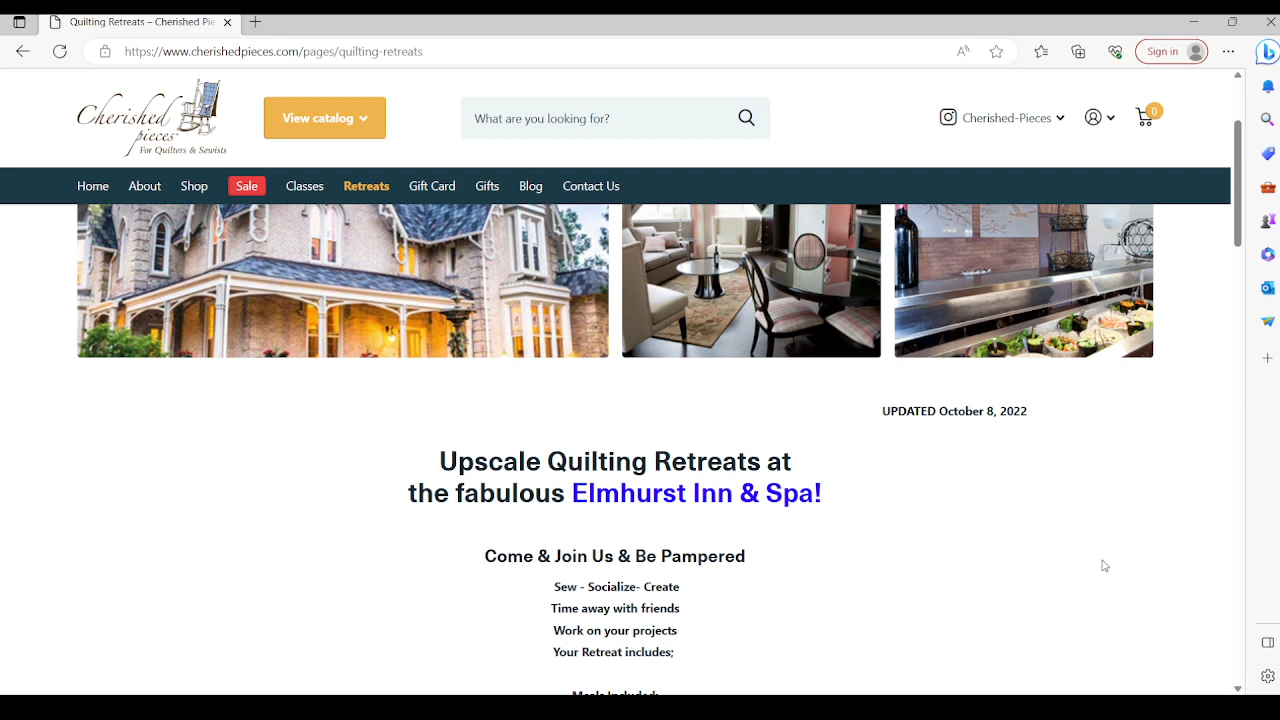 Quilting Retreats – Cherished Pie
https://www.cherishedpieces.com/pages/quilting-retreats
Sign in
Cherished
pieces
For Quilters & Sewists
View catalog
What are you looking for?
Cherished-Pieces
0
Home About Shop Sale Classes Retreats Gift Card Gifts Blog Contact Us
UPDATED October 8, 2022
Upscale Quilting Retreats at
the fabulous Elmhurst Inn & Spa!
Come & Join Us & Be Pampered
Sew - Socialize- Create
Time away with friends
Work on your projects
Your Retreat includes;